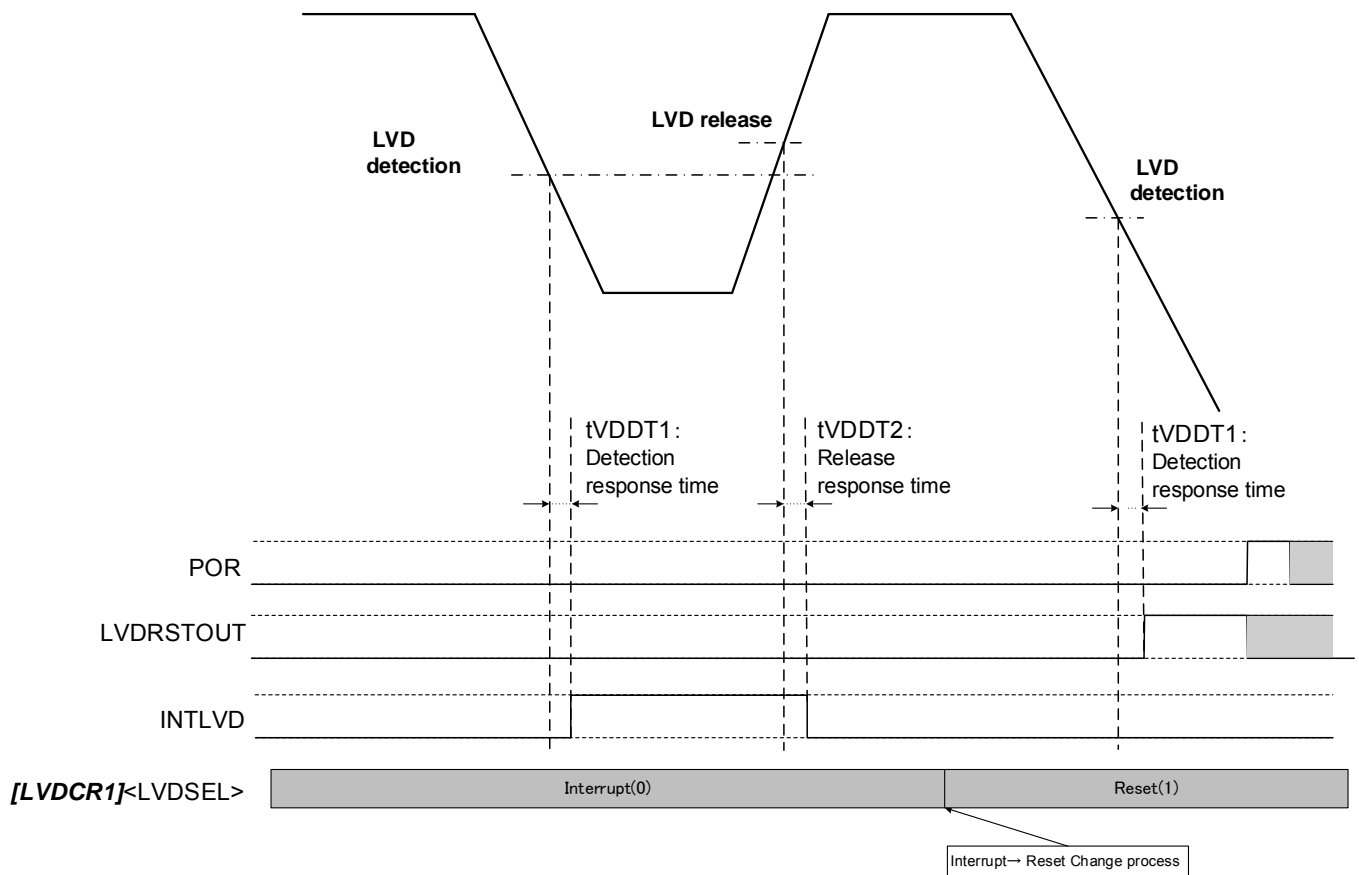 LVD release
LVD
detection
LVD
detection
tVDDT1:
Detection
response time
tVDDT2:
Release
response time
tVDDT1:
Detection
response time
POR
LVDRSTOUT
INTLVD
[LVDCR1]<LVDSEL>
Interrupt(0)
Reset(1)
Interrupt→ Reset Change process